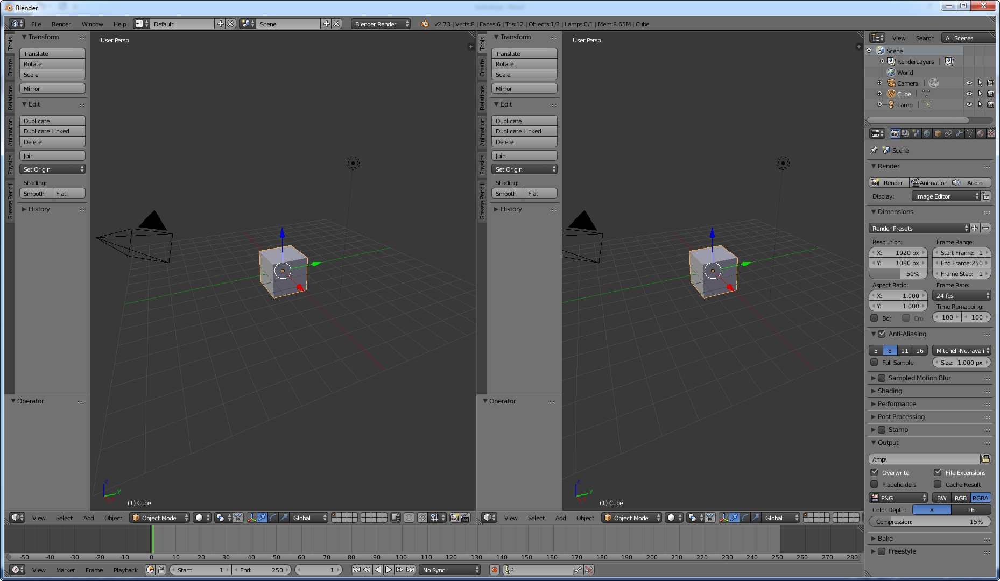 Blender
File Render Window Help Default Scene Blender Render v2.73 | Verts:8 | Faces:6 | Tris:12 | Objects:1/3 | Lamps:0/1 | Mem:8.65M | Cube
Tools
Create
Relations
Animation
Physics
Grease Pencil
Transform
Translate
Rotate
Scale
Mirror
Edit
Duplicate
Duplicate Linked
Delete
Join
Set Origin
Shading:
Smooth Flat
History
Operator
User Persp
z
y
x
(1) Cube
View Select Add Object Object Mode Global
Tools
Create
Relations
Animation
Physics
Grease Pencil
Transform
Translate
Rotate
Scale
Mirror
Edit
Duplicate
Duplicate Linked
Delete
Join
Set Origin
Shading:
Smooth Flat
History
Operator
User Persp
z
y
x
(1) Cube
View Select Add Object Object Mode Global
View Search All Scenes
Scene
RenderLayers |
World
Camera |
Cube |
Lamp |
Scene
Render
Render Animation Audio
Display: Image Editor
Dimensions
Render Presets
Resolution: Frame Range:
X: 1920 px Start Frame: 1
Y: 1080 px End Frame:250
50% Frame Step: 1
Aspect Ratio: Frame Rate:
X: 1.000 24 fps
Y: 1.000 Time Remapping:
Bor Cro 100 100
Anti-Aliasing
5 8 11 16 Mitchell-Netravali
Full Sample Size: 1.000 px
Sampled Motion Blur
Shading
Performance
Post Processing
Stamp
Output
/tmp\
Overwrite File Extensions
Placeholders Cache Result
PNG BW RGB RGBA
Color Depth: 8 16
Compression: 15%
Bake
Freestyle
-50 -40 -30 -20 -10 0 10 20 30 40 50 60 70 80 90 100 110 120 130 140 150 160 170 180 190 200 210 220 230 240 250 260 270 280
View Marker Frame Playback Start: 1 End: 250 1 No Sync